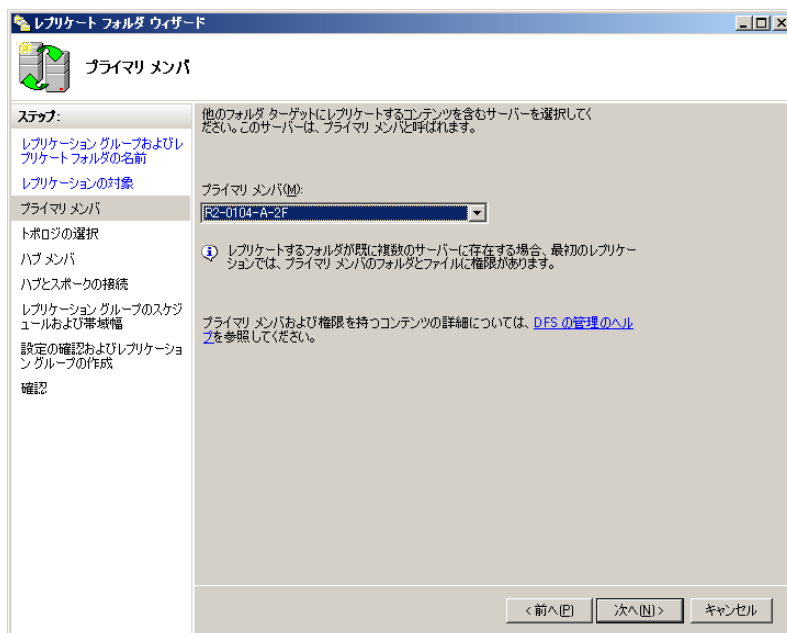 レプリケート フォルダ ウィザード
プライマリ メンバ
ステップ:
レプリケーション グループおよびレ
プリケート フォルダの名前
レプリケーションの対象
プライマリ メンバ
トポロジの選択
ハブ メンバ
ハブとスポークの接続
レプリケーション グループのスケジ
ュールおよび帯域幅
設定の確認およびレプリケーショ
ン グループの作成
確認
他のフォルダ ターゲットにレプリケートするコンテンツを含むサーバーを選択してく
ださい。このサーバーは、プライマリ メンバと呼ばれます。
プライマリ メンバ(M):
R2-0104-A-2F
レプリケートするフォルダが既に複数のサーバーに存在する場合、最初のレプリケー
ションでは、プライマリ メンバのフォルダとファイルに権限があります。
プライマリ メンバおよび権限を持つコンテンツの詳細については、DFS の管理のヘル
プを参照してください。
< 前へ(P)
次へ(N) >
キャンセル